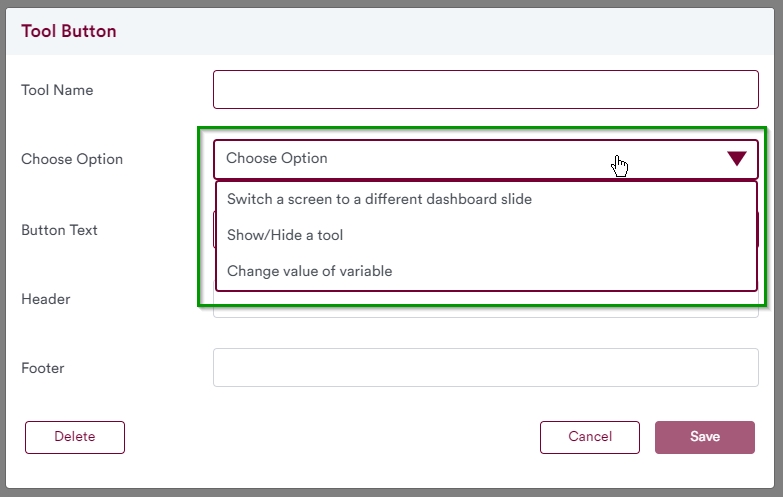 Tool Button
Tool Name
Choose Option
Choose Option
Switch a screen to a different dashboard slide
Show/Hide a tool
Change value of variable
Button Text
Header
Footer
Delete
Cancel
Save